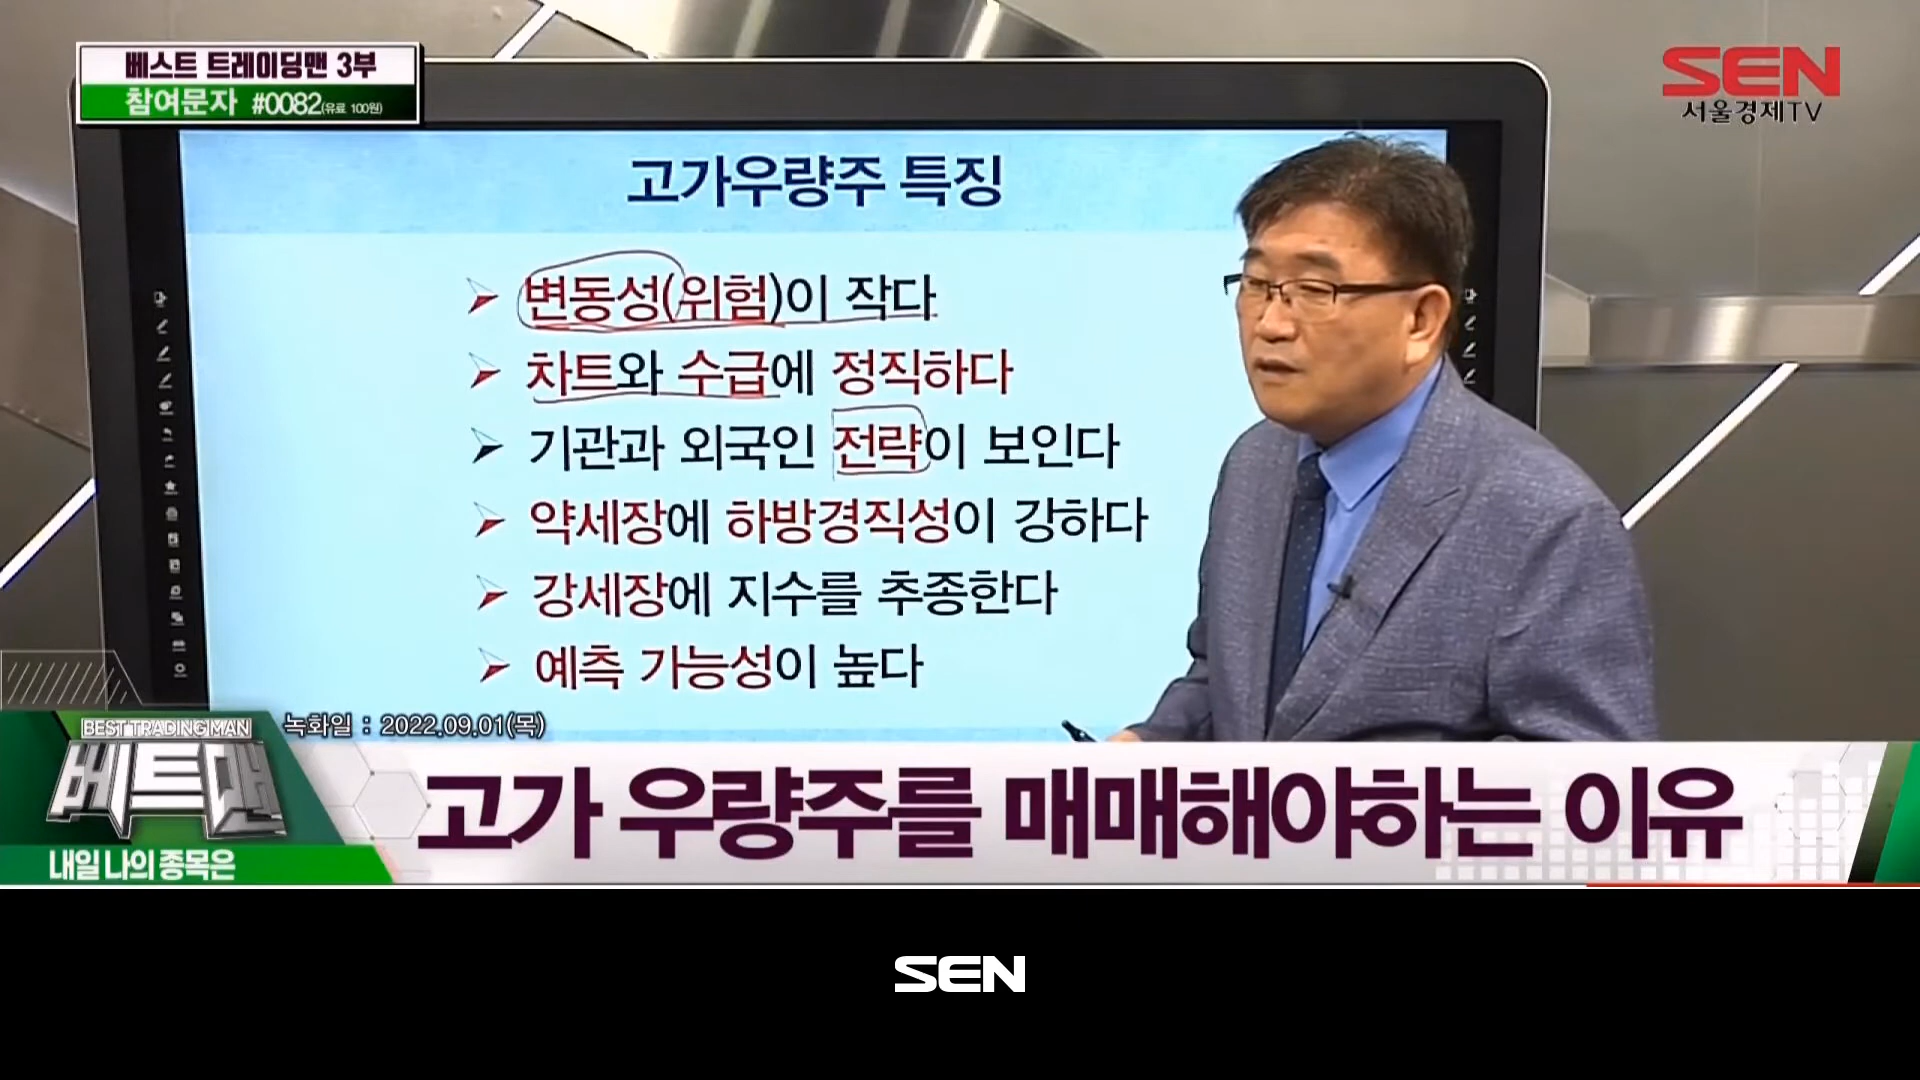 베스트 트레이딩맨 3부
참여문자 #0082(유료 100원)
SEN
서울경제TV
고가우량주 특징
변동성(위험)이 작다
차트와 수급에 정직하다
기관과 외국인 전략이 보인다
약세장에 하방경직성이 강하다
강세장에 지수를 추종한다
예측 가능성이 높다
녹화일 : 2022.09.01(목)
BEST TRADING MAN
베트맨
고가 우량주를 매매해야하는 이유
내일 나의 종목은
SEN